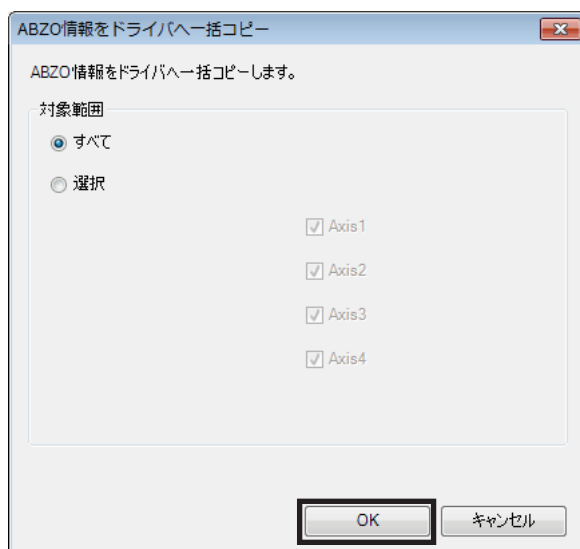 ABZO情報をドライバへ一括コピー
ABZO情報をドライバへ一括コピーします。
対象範囲
すべて
選択
Axis1
Axis2
Axis3
Axis4
OK キャンセル